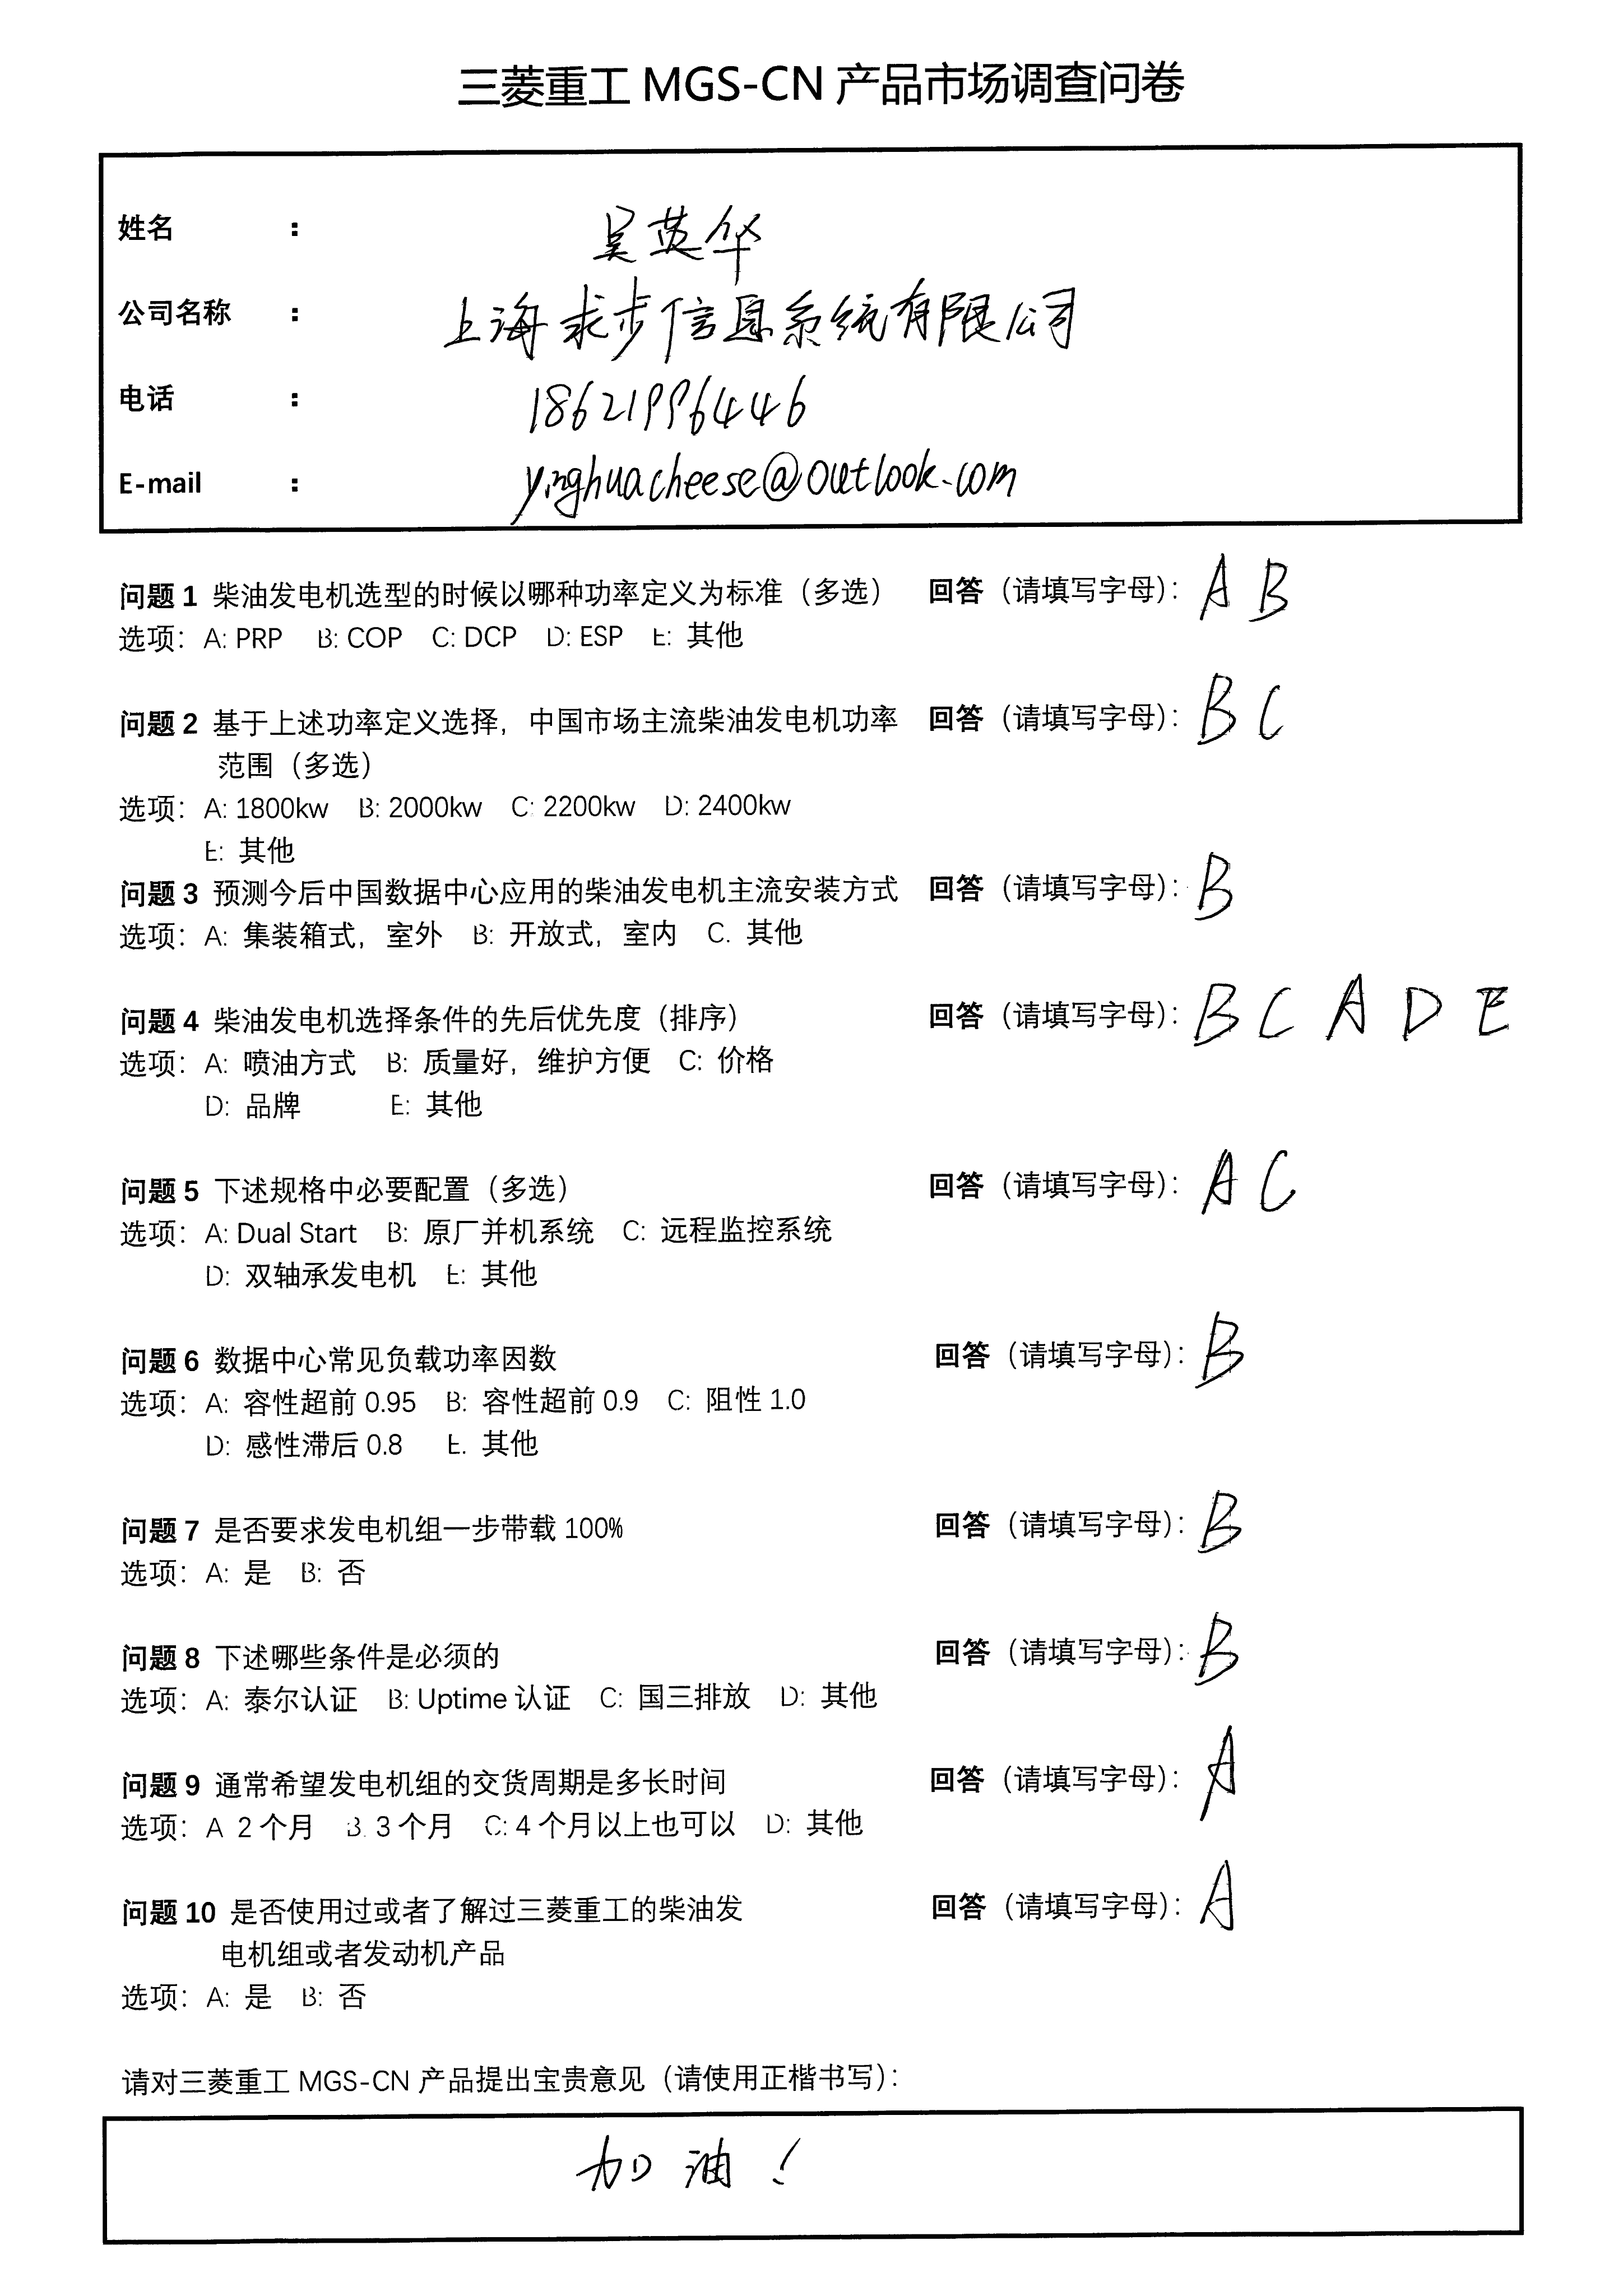 三菱重工 MGS-CN 产品市场调查问卷
姓名 : 吴英华
公司名称 : 上海求步信息系统有限公司
电话 : 18621996446
E-mail : yinghuacheese@outlook.com
问题 1 柴油发电机选型的时候以哪种功率定义为标准（多选） 回答（请填写字母）： A B
选项： A: PRP B: COP C: DCP D: ESP E: 其他
问题 2 基于上述功率定义选择，中国市场主流柴油发电机功率 回答（请填写字母）： B C
范围（多选）
选项： A: 1800kw B: 2000kw C: 2200kw D: 2400kw
E: 其他
问题 3 预测今后中国数据中心应用的柴油发电机主流安装方式 回答（请填写字母）： B
选项： A: 集装箱式，室外 B: 开放式，室内 C. 其他
问题 4 柴油发电机选择条件的先后优先度（排序） 回答（请填写字母）： B C A D E
选项： A: 喷油方式 B: 质量好，维护方便 C: 价格
D: 品牌 E: 其他
问题 5 下述规格中必要配置（多选） 回答（请填写字母）： A C
选项： A: Dual Start B: 原厂并机系统 C: 远程监控系统
D: 双轴承发电机 E: 其他
问题 6 数据中心常见负载功率因数 回答（请填写字母）： B
选项： A: 容性超前 0.95 B: 容性超前 0.9 C: 阻性 1.0
D: 感性滞后 0.8 E. 其他
问题 7 是否要求发电机组一步带载 100% 回答（请填写字母）： B
选项： A: 是 B: 否
问题 8 下述哪些条件是必须的 回答（请填写字母）： B
选项： A: 泰尔认证 B: Uptime 认证 C: 国三排放 D: 其他
问题 9 通常希望发电机组的交货周期是多长时间 回答（请填写字母）： A
选项： A 2 个月 B. 3 个月 C: 4 个月以上也可以 D: 其他
问题 10 是否使用过或者了解过三菱重工的柴油发 回答（请填写字母）： A
电机组或者发动机产品
选项： A: 是 B: 否
请对三菱重工 MGS-CN 产品提出宝贵意见（请使用正楷书写）：
加油！